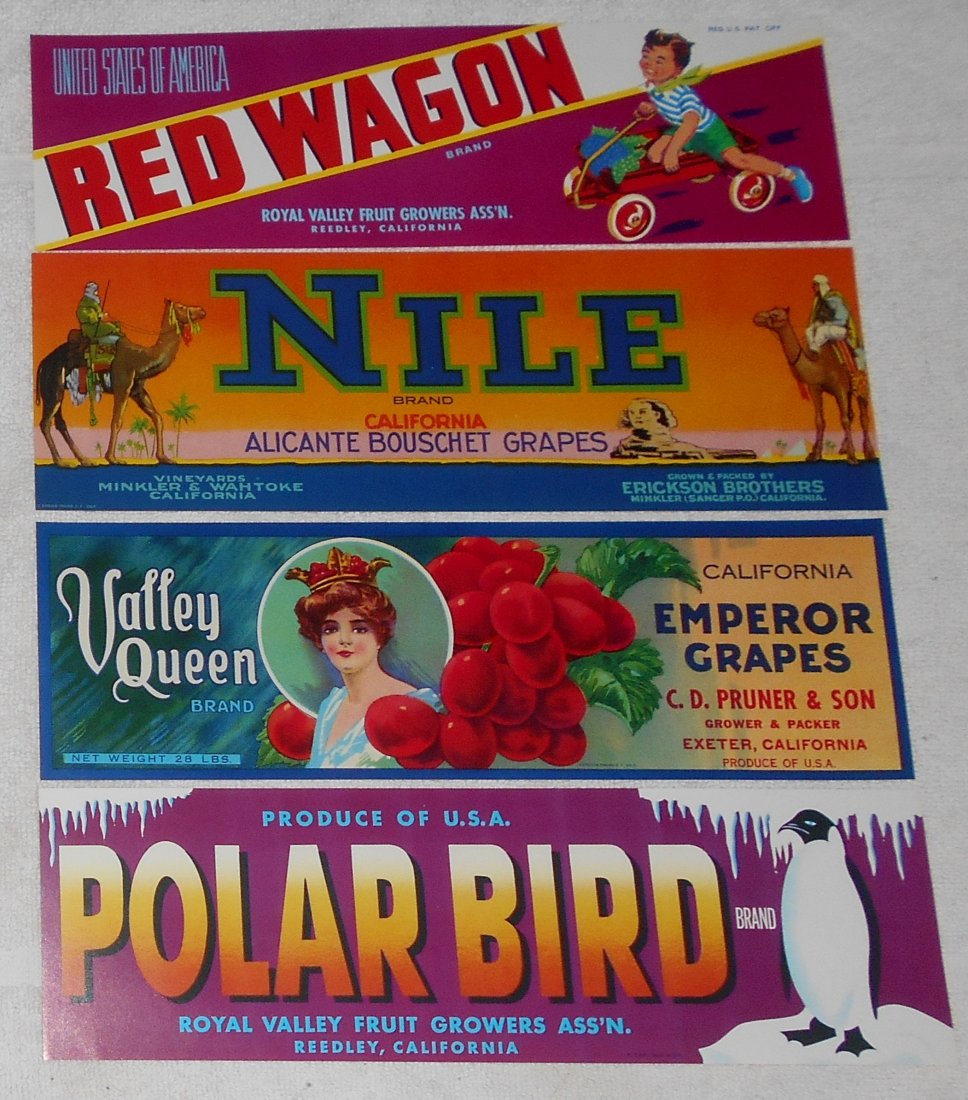 UNITED STATES OF AMERICA
REG. U.S. PAT. OFF.
RED WAGON
BRAND
ROYAL VALLEY FRUIT GROWERS ASS'N.
REEDLEY, CALIFORNIA
NILE
BRAND
CALIFORNIA
ALICANTE BOUSCHET GRAPES
VINEYARDS
MINKLER & WAHTOKE
CALIFORNIA
GROWN & PACKED BY
ERICKSON BROTHERS
MINKLER (SANGER P.O.) CALIFORNIA.
Valley
Queen
BRAND
NET WEIGHT 28 LBS.
CALIFORNIA
EMPEROR
GRAPES
C. D. PRUNER & SON
GROWER & PACKER
EXETER, CALIFORNIA
PRODUCE OF U.S.A.
PRODUCE OF U.S.A.
POLAR BIRD
BRAND
ROYAL VALLEY FRUIT GROWERS ASS'N.
REEDLEY, CALIFORNIA